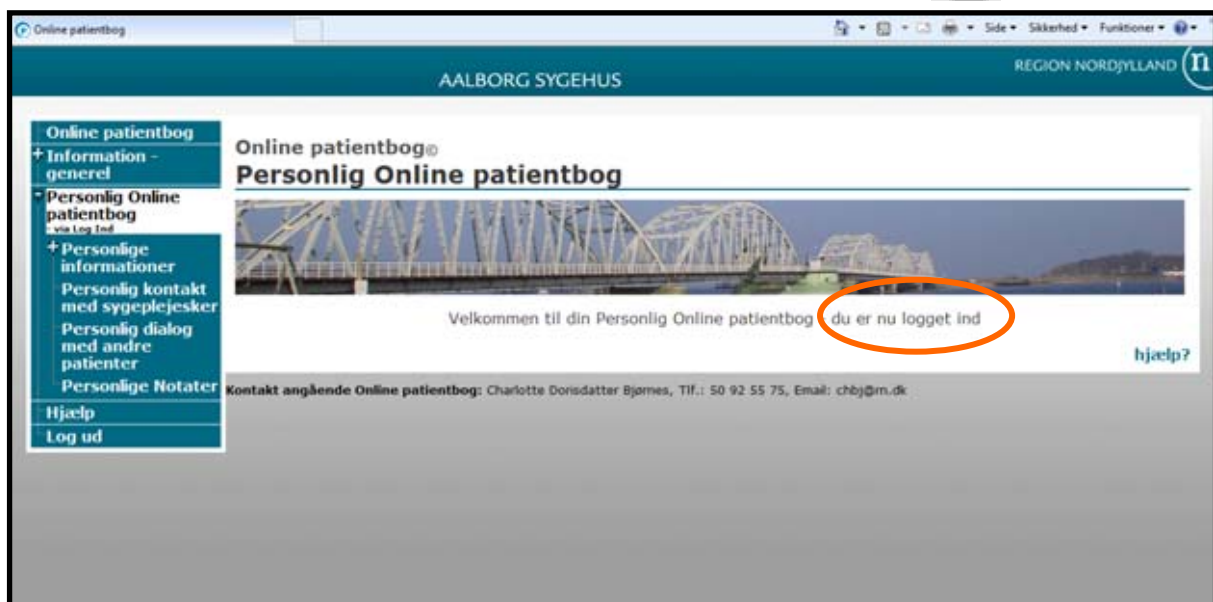 Online patientbog
Side
Sikkerhed
Funktioner
AALBORG SYGEHUS
REGION NORDJYLLAND
n
Online patientbog
+ Information -
generel
Personlig Online
patientbog
- via Log Ind
+ Personlige
informationer
Personlig kontakt
med sygeplejesker
Personlig dialog
med andre
patienter
Personlige Notater
Hjælp
Log ud
Online patientbog©
Personlig Online patientbog
Velkommen til din Personlig Online patientbog - du er nu logget ind
hjælp?
Kontakt angående Online patientbog: Charlotte Dorisdatter Bjørnes, Tlf.: 50 92 55 75, Email: chbj@rn.dk